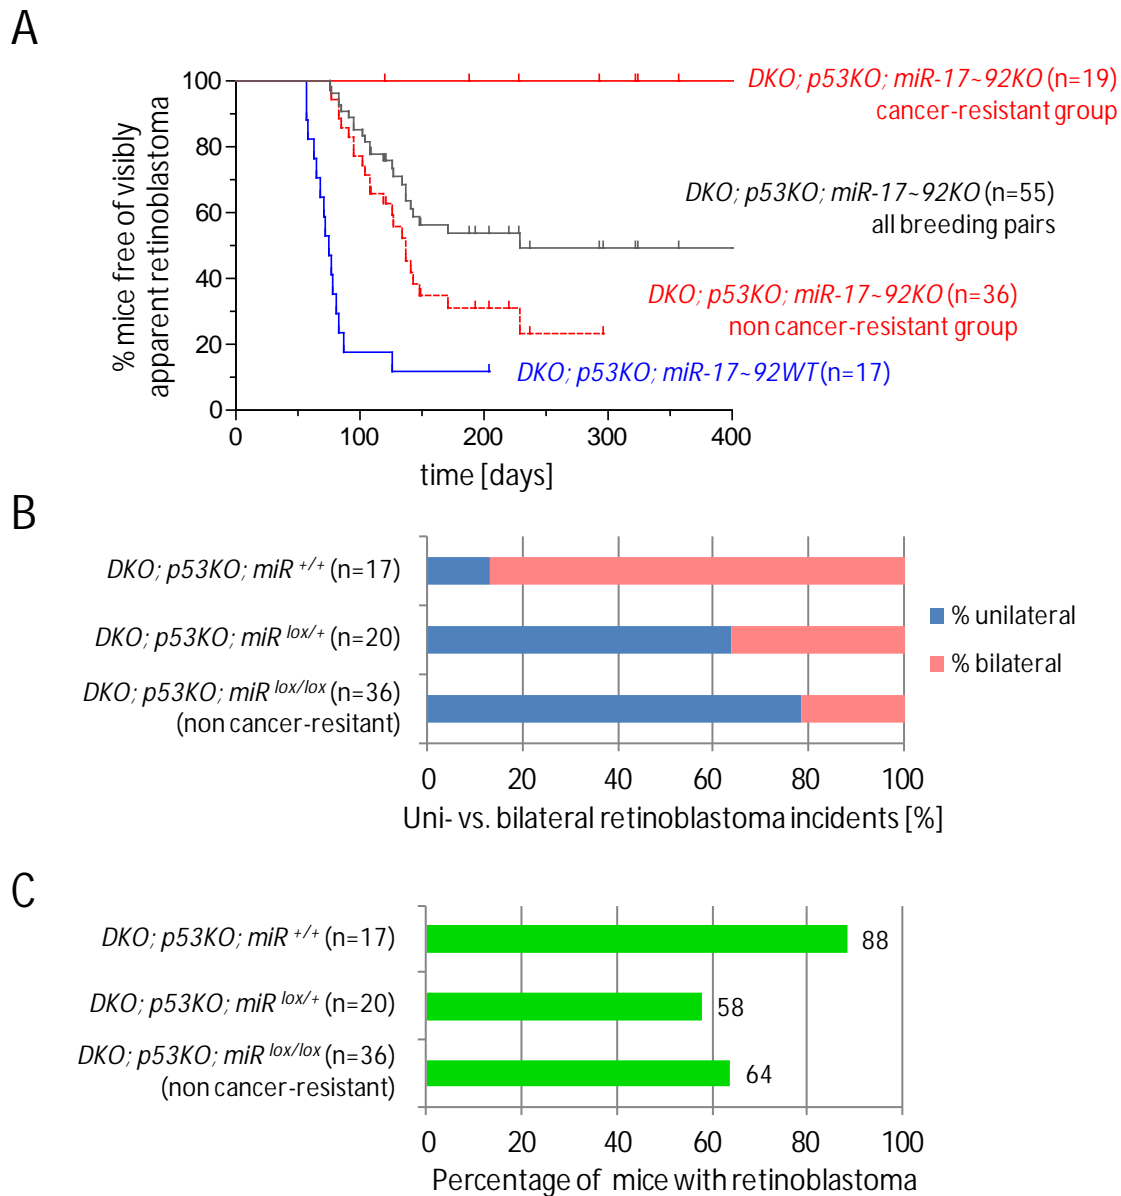 A
% mice free of visibly
apparent retinoblastoma
100
80
60
40
20
0
0
100
200
300
400
time [days]
DKO; p53KO; miR-17~92KO (n=19)
cancer-resistant group
DKO; p53KO; miR-17~92KO (n=55)
all breeding pairs
DKO; p53KO; miR-17~92KO (n=36)
non cancer-resistant group
DKO; p53KO; miR-17~92WT (n=17)
B
DKO; p53KO; miR +/+ (n=17)
DKO; p53KO; miR lox/+ (n=20)
DKO; p53KO; miR lox/lox (n=36)
(non cancer-resitant)
% unilateral
% bilateral
0 20 40 60 80 100
Uni- vs. bilateral retinoblastoma incidents [%]
C
DKO; p53KO; miR +/+ (n=17)
88
DKO; p53KO; miR lox/+ (n=20)
58
DKO; p53KO; miR lox/lox (n=36)
(non cancer-resistant)
64
0 20 40 60 80 100
Percentage of mice with retinoblastoma